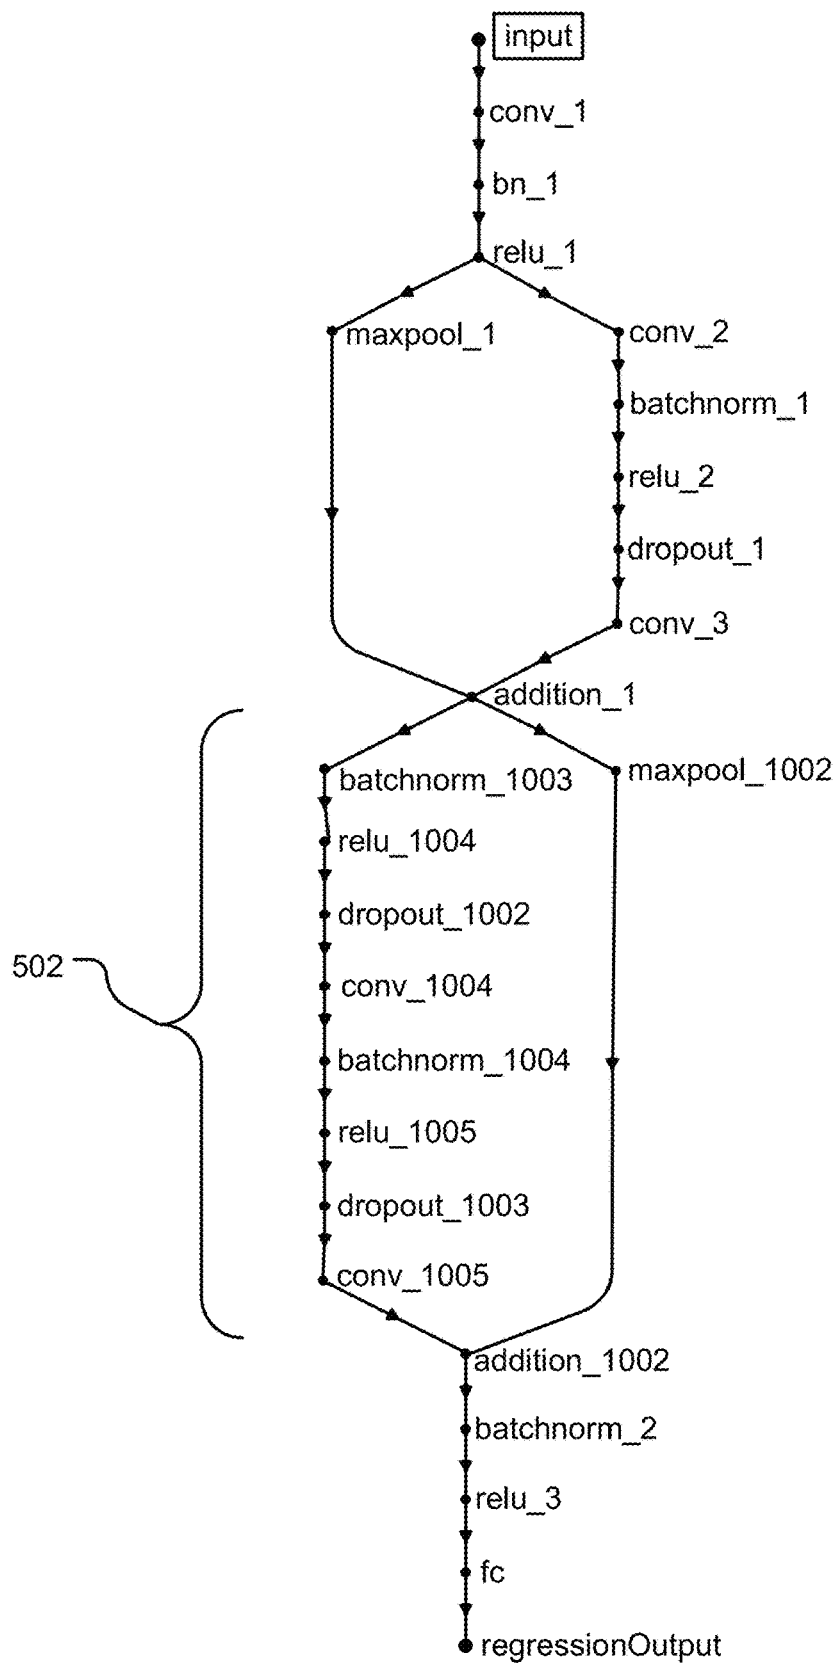 input
conv_1
bn_1
relu_1
maxpool_1
conv_2
batchnorm_1
relu_2
dropout_1
conv_3
addition_1
batchnorm_1003
maxpool_1002
relu_1004
dropout_1002
502
conv_1004
batchnorm_1004
relu_1005
dropout_1003
conv_1005
addition_1002
batchnorm_2
relu_3
fc
regressionOutput